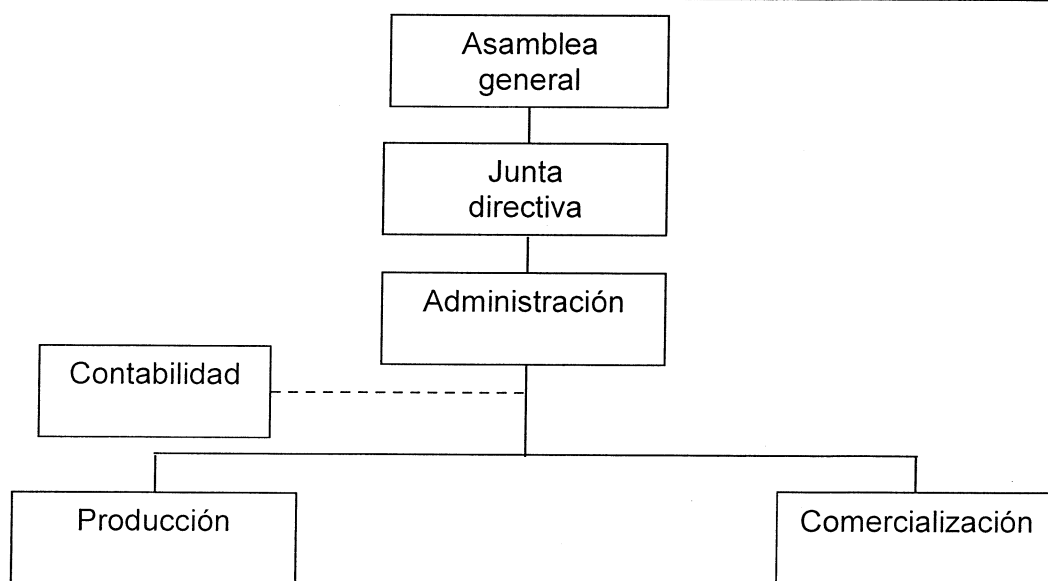 Asamblea
general
Junta
directiva
Administración
Contabilidad
Producción
Comercialización